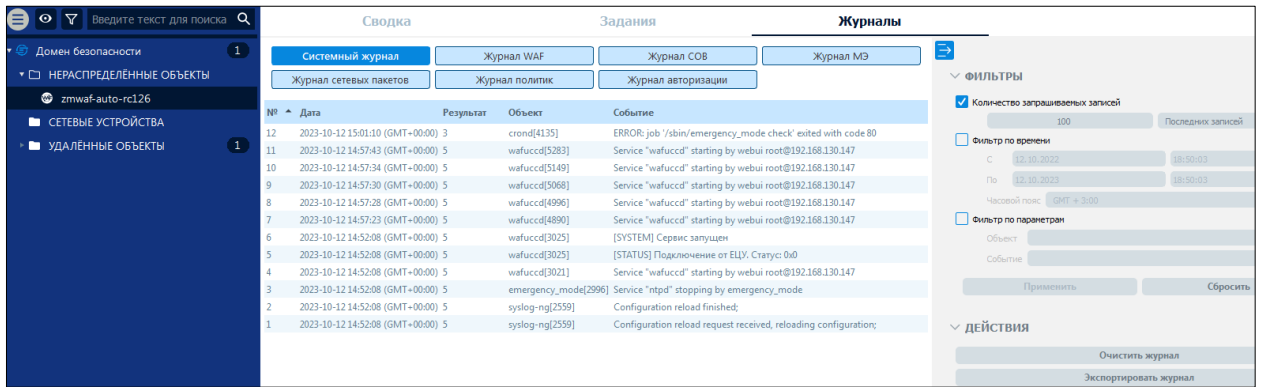 Введите текст для поиска
Сводка
Задания
Журналы
Домен безопасности 1
НЕРАСПРЕДЕЛЁННЫЕ ОБЪЕКТЫ
zmwaf-auto-rc126
СЕТЕВЫЕ УСТРОЙСТВА
УДАЛЁННЫЕ ОБЪЕКТЫ 1
Системный журнал Журнал WAF Журнал СОВ Журнал МЭ
Журнал сетевых пакетов Журнал политик Журнал авторизации
№ Дата Результат Объект Событие
12 2023-10-12 15:01:10 (GMT+00:00) 3 crond[4135] ERROR: job '/sbin/emergency_mode check' exited with code 80
11 2023-10-12 14:57:43 (GMT+00:00) 5 wafuccd[5283] Service "wafuccd" starting by webui root@192.168.130.147
10 2023-10-12 14:57:34 (GMT+00:00) 5 wafuccd[5149] Service "wafuccd" starting by webui root@192.168.130.147
9 2023-10-12 14:57:30 (GMT+00:00) 5 wafuccd[5068] Service "wafuccd" starting by webui root@192.168.130.147
8 2023-10-12 14:57:28 (GMT+00:00) 5 wafuccd[4996] Service "wafuccd" starting by webui root@192.168.130.147
7 2023-10-12 14:57:23 (GMT+00:00) 5 wafuccd[4890] Service "wafuccd" starting by webui root@192.168.130.147
6 2023-10-12 14:52:08 (GMT+00:00) 5 wafuccd[3025] [SYSTEM] Сервис запущен
5 2023-10-12 14:52:08 (GMT+00:00) 5 wafuccd[3025] [STATUS] Подключение от ЕЦУ. Статус: 0x0
4 2023-10-12 14:52:08 (GMT+00:00) 5 wafuccd[3021] Service "wafuccd" starting by webui root@192.168.130.147
3 2023-10-12 14:52:08 (GMT+00:00) 5 emergency_mode[2996] Service "ntpd" stopping by emergency_mode
2 2023-10-12 14:52:08 (GMT+00:00) 5 syslog-ng[2559] Configuration reload finished;
1 2023-10-12 14:52:08 (GMT+00:00) 5 syslog-ng[2559] Configuration reload request received, reloading configuration;
ФИЛЬТРЫ
Количество запрашиваемых записей
100 Последних записей
Фильтр по времени
С 12.10.2022 18:50:03
По 12.10.2023 18:50:03
Часовой пояс GMT + 3:00
Фильтр по параметрам
Объект
Событие
Применить Сбросить
ДЕЙСТВИЯ
Очистить журнал
Экспортировать журнал